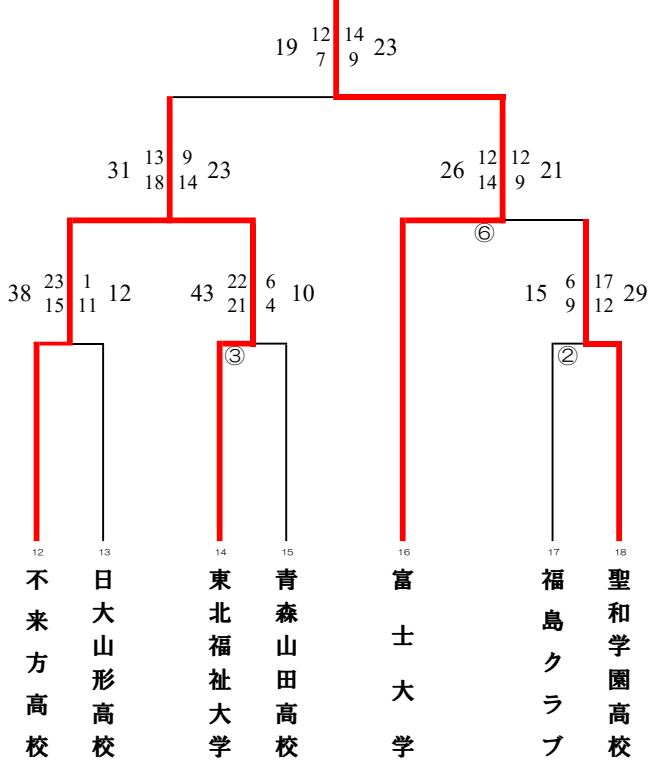 19 12 14 23
7 9
31 13 9 23
18 14
26 12 12 21
14 9
⑥
38 23 1 12
15 11
43 22 6 10
21 4
15 6 17 29
9 12
③
②
12 13 14 15 16 17 18
不来方高校
日大山形高校
東北福祉大学
青森山田高校
富士大学
福島クラブ
聖和学園高校